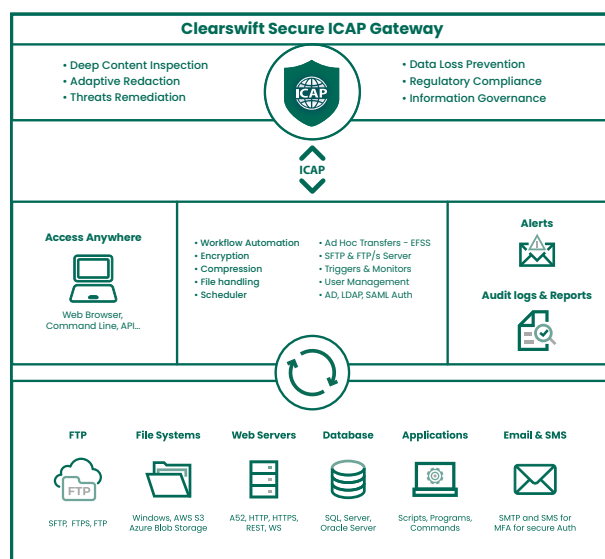 Clearswift Secure ICAP Gateway
• Deep Content Inspection
• Adaptive Redaction
• Threats Remediation
ICAP
• Data Loss Prevention
• Regulatory Compliance
• Information Governance
ICAP
Access Anywhere
Web Browser,
Command Line, API...
• Workflow Automation
• Encryption
• Compression
• File handling
• Scheduler
• Ad Hoc Transfers - EFSS
• SFTP & FTP/s Server
• Triggers & Monitors
• User Management
• AD, LDAP, SAML Auth
Alerts
Audit logs & Reports
FTP
FTP
SFTP, FTPS, FTP
File Systems
Windows, AWS S3
Azure Blob Storage
Web Servers
A52, HTTP, HTTPS,
REST, WS
Database
SQL, Server,
Oracle Server
Applications
Scripts, Programs,
Commands
Email & SMS
SMTP and SMS for
MFA for secure Auth